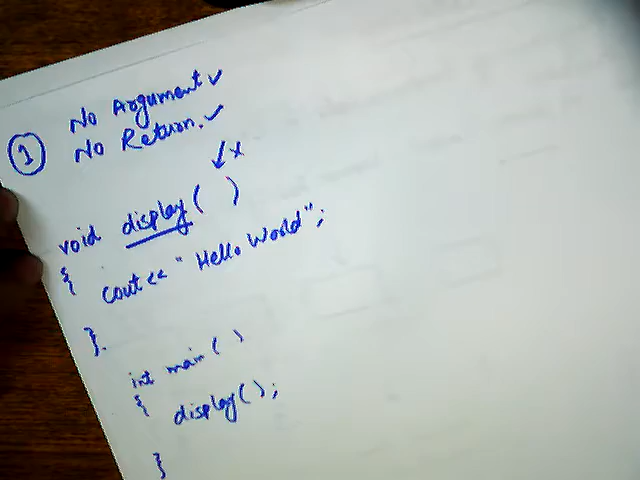 No Argument ✓
① No Return. ✓
↙ x
void display( )
{
cout<< "Hello World";
}.
int main( )
{
display( );
}